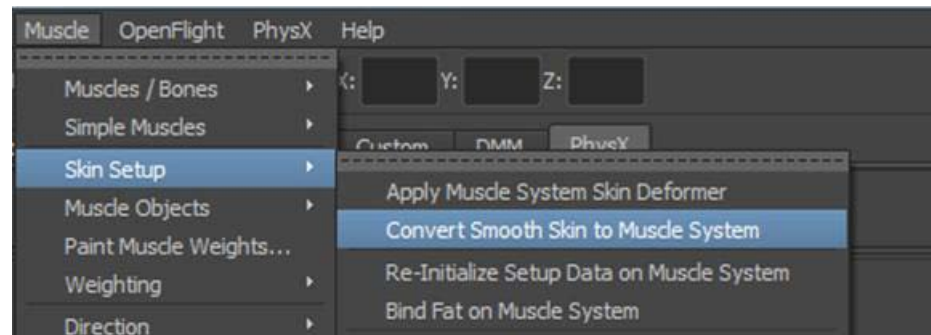 Muscle OpenFlight PhysX Help
X: Y: Z:
Muscles / Bones
Simple Muscles
Custom DMM PhysX
Skin Setup
Muscle Objects
Paint Muscle Weights...
Weighting
Direction
Apply Muscle System Skin Deformer
Convert Smooth Skin to Muscle System
Re-Initialize Setup Data on Muscle System
Bind Fat on Muscle System